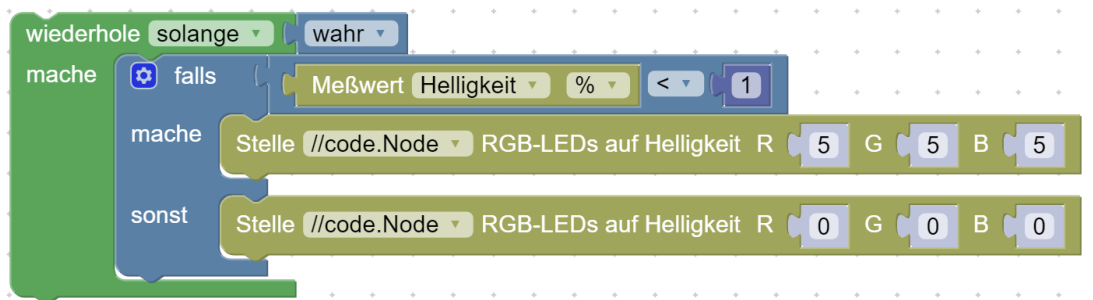 wiederhole solange ▾ wahr ▾
mache falls Meßwert Helligkeit ▾ % ▾ < ▾ 1
mache Stelle //code.Node ▾ RGB-LEDs auf Helligkeit R 5 G 5 B 5
sonst Stelle //code.Node ▾ RGB-LEDs auf Helligkeit R 0 G 0 B 0